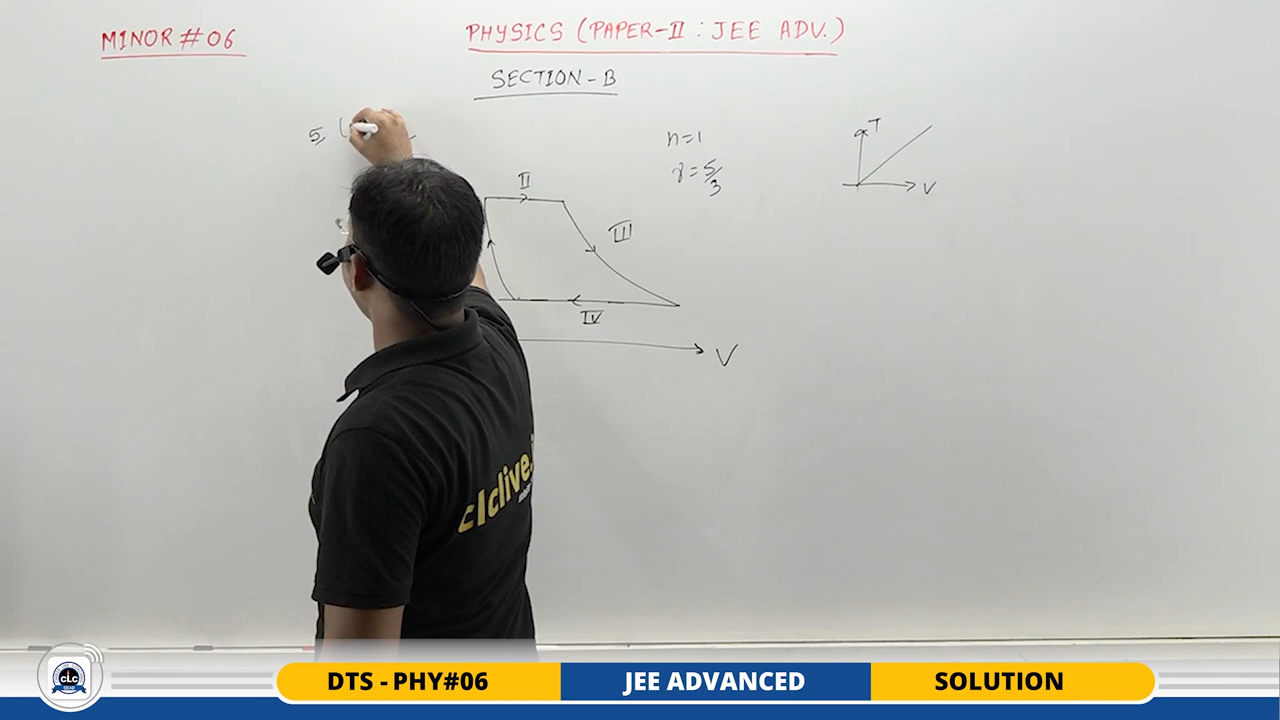 MINOR # 06
PHYSICS (PAPER-II : JEE ADV.)
SECTION - B
5,
n=1
γ = 5/3
T
V
II
III
IV
V
clclive.
DTS - PHY#06
JEE ADVANCED
SOLUTION
CLC